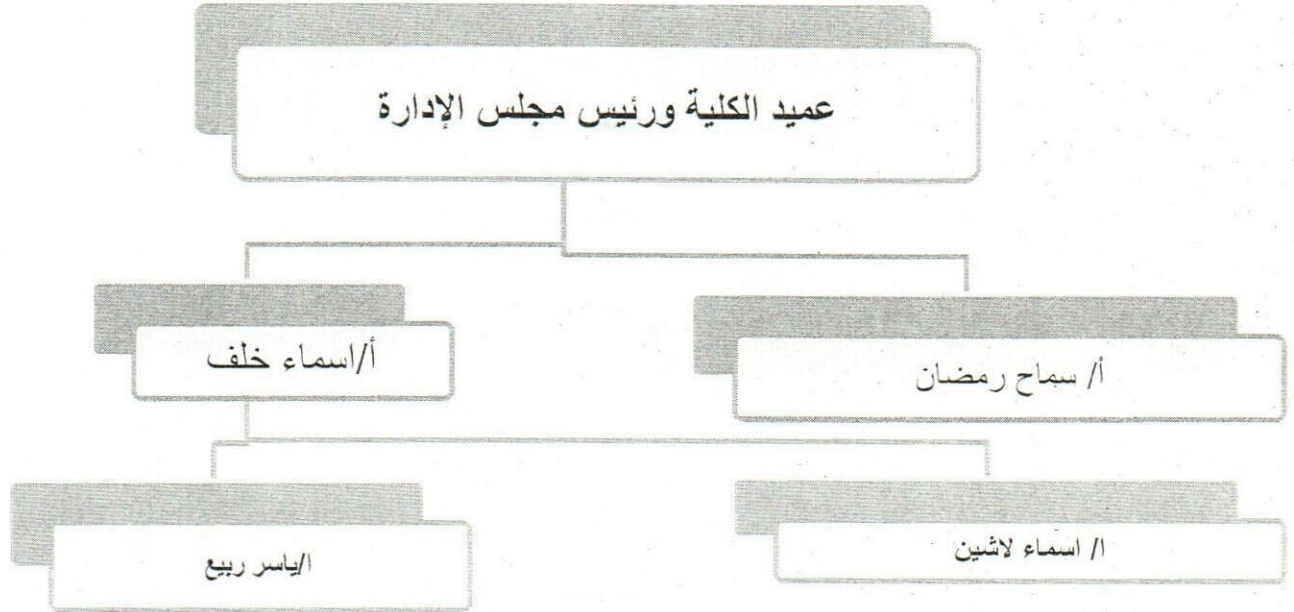 عميد الكلية ورئيس مجلس الإدارة
أ/ سماح رمضان
أ/اسماء خلف
ا/ اسماء لاشين
ا/ياسر ربيع